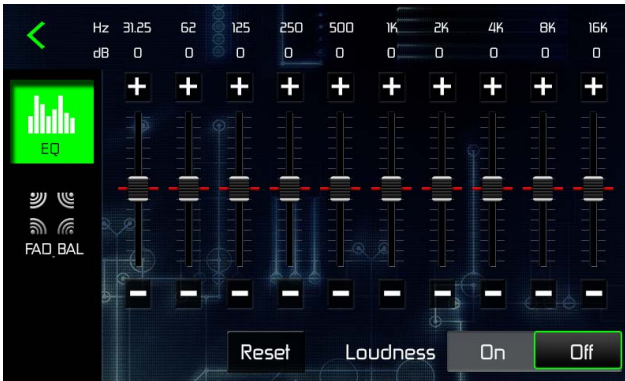 Hz 31.25 62 125 250 500 1K 2K 4K 8K 16K
dB 0 0 0 0 0 0 0 0 0 0
EQ
FAD_BAL
Reset Loudness On Off